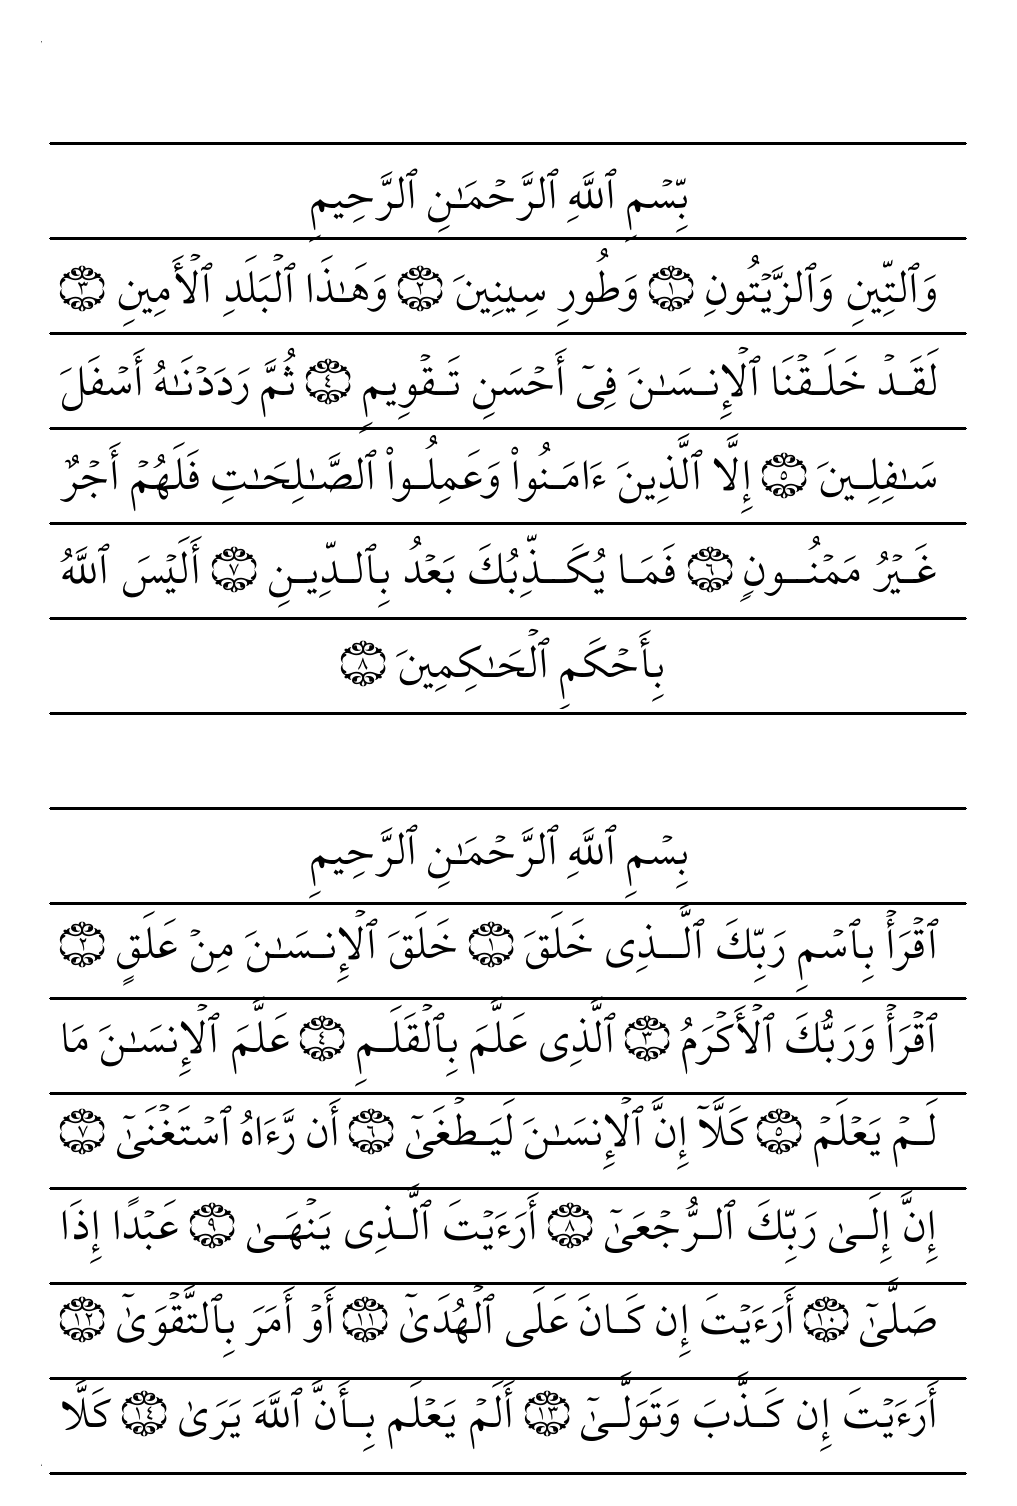 بِّسۡمِ ٱللَّهِ ٱلرَّحۡمَـٰنِ ٱلرَّحِيمِ
وَٱلتِّينِ وَٱلزَّيۡتُونِ ١ وَطُورِ سِينِينَ ٢ وَهَـٰذَا ٱلۡبَلَدِ ٱلۡأَمِينِ ٣
لَقَدۡ خَلَقۡنَا ٱلۡإِنسَـٰنَ فِىٓ أَحۡسَنِ تَقۡوِيمٍ ٤ ثُمَّ رَدَدۡنَـٰهُ أَسۡفَلَ
سَـٰفِلِينَ ٥ إِلَّا ٱلَّذِينَ ءَامَنُوا۟ وَعَمِلُوا۟ ٱلصَّـٰلِحَـٰتِ فَلَهُمۡ أَجۡرٌ
غَيۡرُ مَمۡنُونٍ ٦ فَمَا يُكَذِّبُكَ بَعۡدُ بِٱلدِّينِ ٧ أَلَيۡسَ ٱللَّهُ
بِأَحۡكَمِ ٱلۡحَـٰكِمِينَ ٨
بِسۡمِ ٱللَّهِ ٱلرَّحۡمَـٰنِ ٱلرَّحِيمِ
ٱقۡرَأۡ بِٱسۡمِ رَبِّكَ ٱلَّذِى خَلَقَ ١ خَلَقَ ٱلۡإِنسَـٰنَ مِنۡ عَلَقٍ ٢
ٱقۡرَأۡ وَرَبُّكَ ٱلۡأَكۡرَمُ ٣ ٱلَّذِى عَلَّمَ بِٱلۡقَلَمِ ٤ عَلَّمَ ٱلۡإِنسَـٰنَ مَا
لَمۡ يَعۡلَمۡ ٥ كَلَّآ إِنَّ ٱلۡإِنسَـٰنَ لَيَطۡغَىٰٓ ٦ أَن رَّءَاهُ ٱسۡتَغۡنَىٰٓ ٧
إِنَّ إِلَىٰ رَبِّكَ ٱلرُّجۡعَىٰٓ ٨ أَرَءَيۡتَ ٱلَّذِى يَنۡهَىٰ ٩ عَبۡدًا إِذَا
صَلَّىٰٓ ١٠ أَرَءَيۡتَ إِن كَانَ عَلَى ٱلۡهُدَىٰٓ ١١ أَوۡ أَمَرَ بِٱلتَّقۡوَىٰٓ ١٢
أَرَءَيۡتَ إِن كَذَّبَ وَتَوَلَّىٰٓ ١٣ أَلَمۡ يَعۡلَم بِأَنَّ ٱللَّهَ يَرَىٰ ١٤ كَلَّا